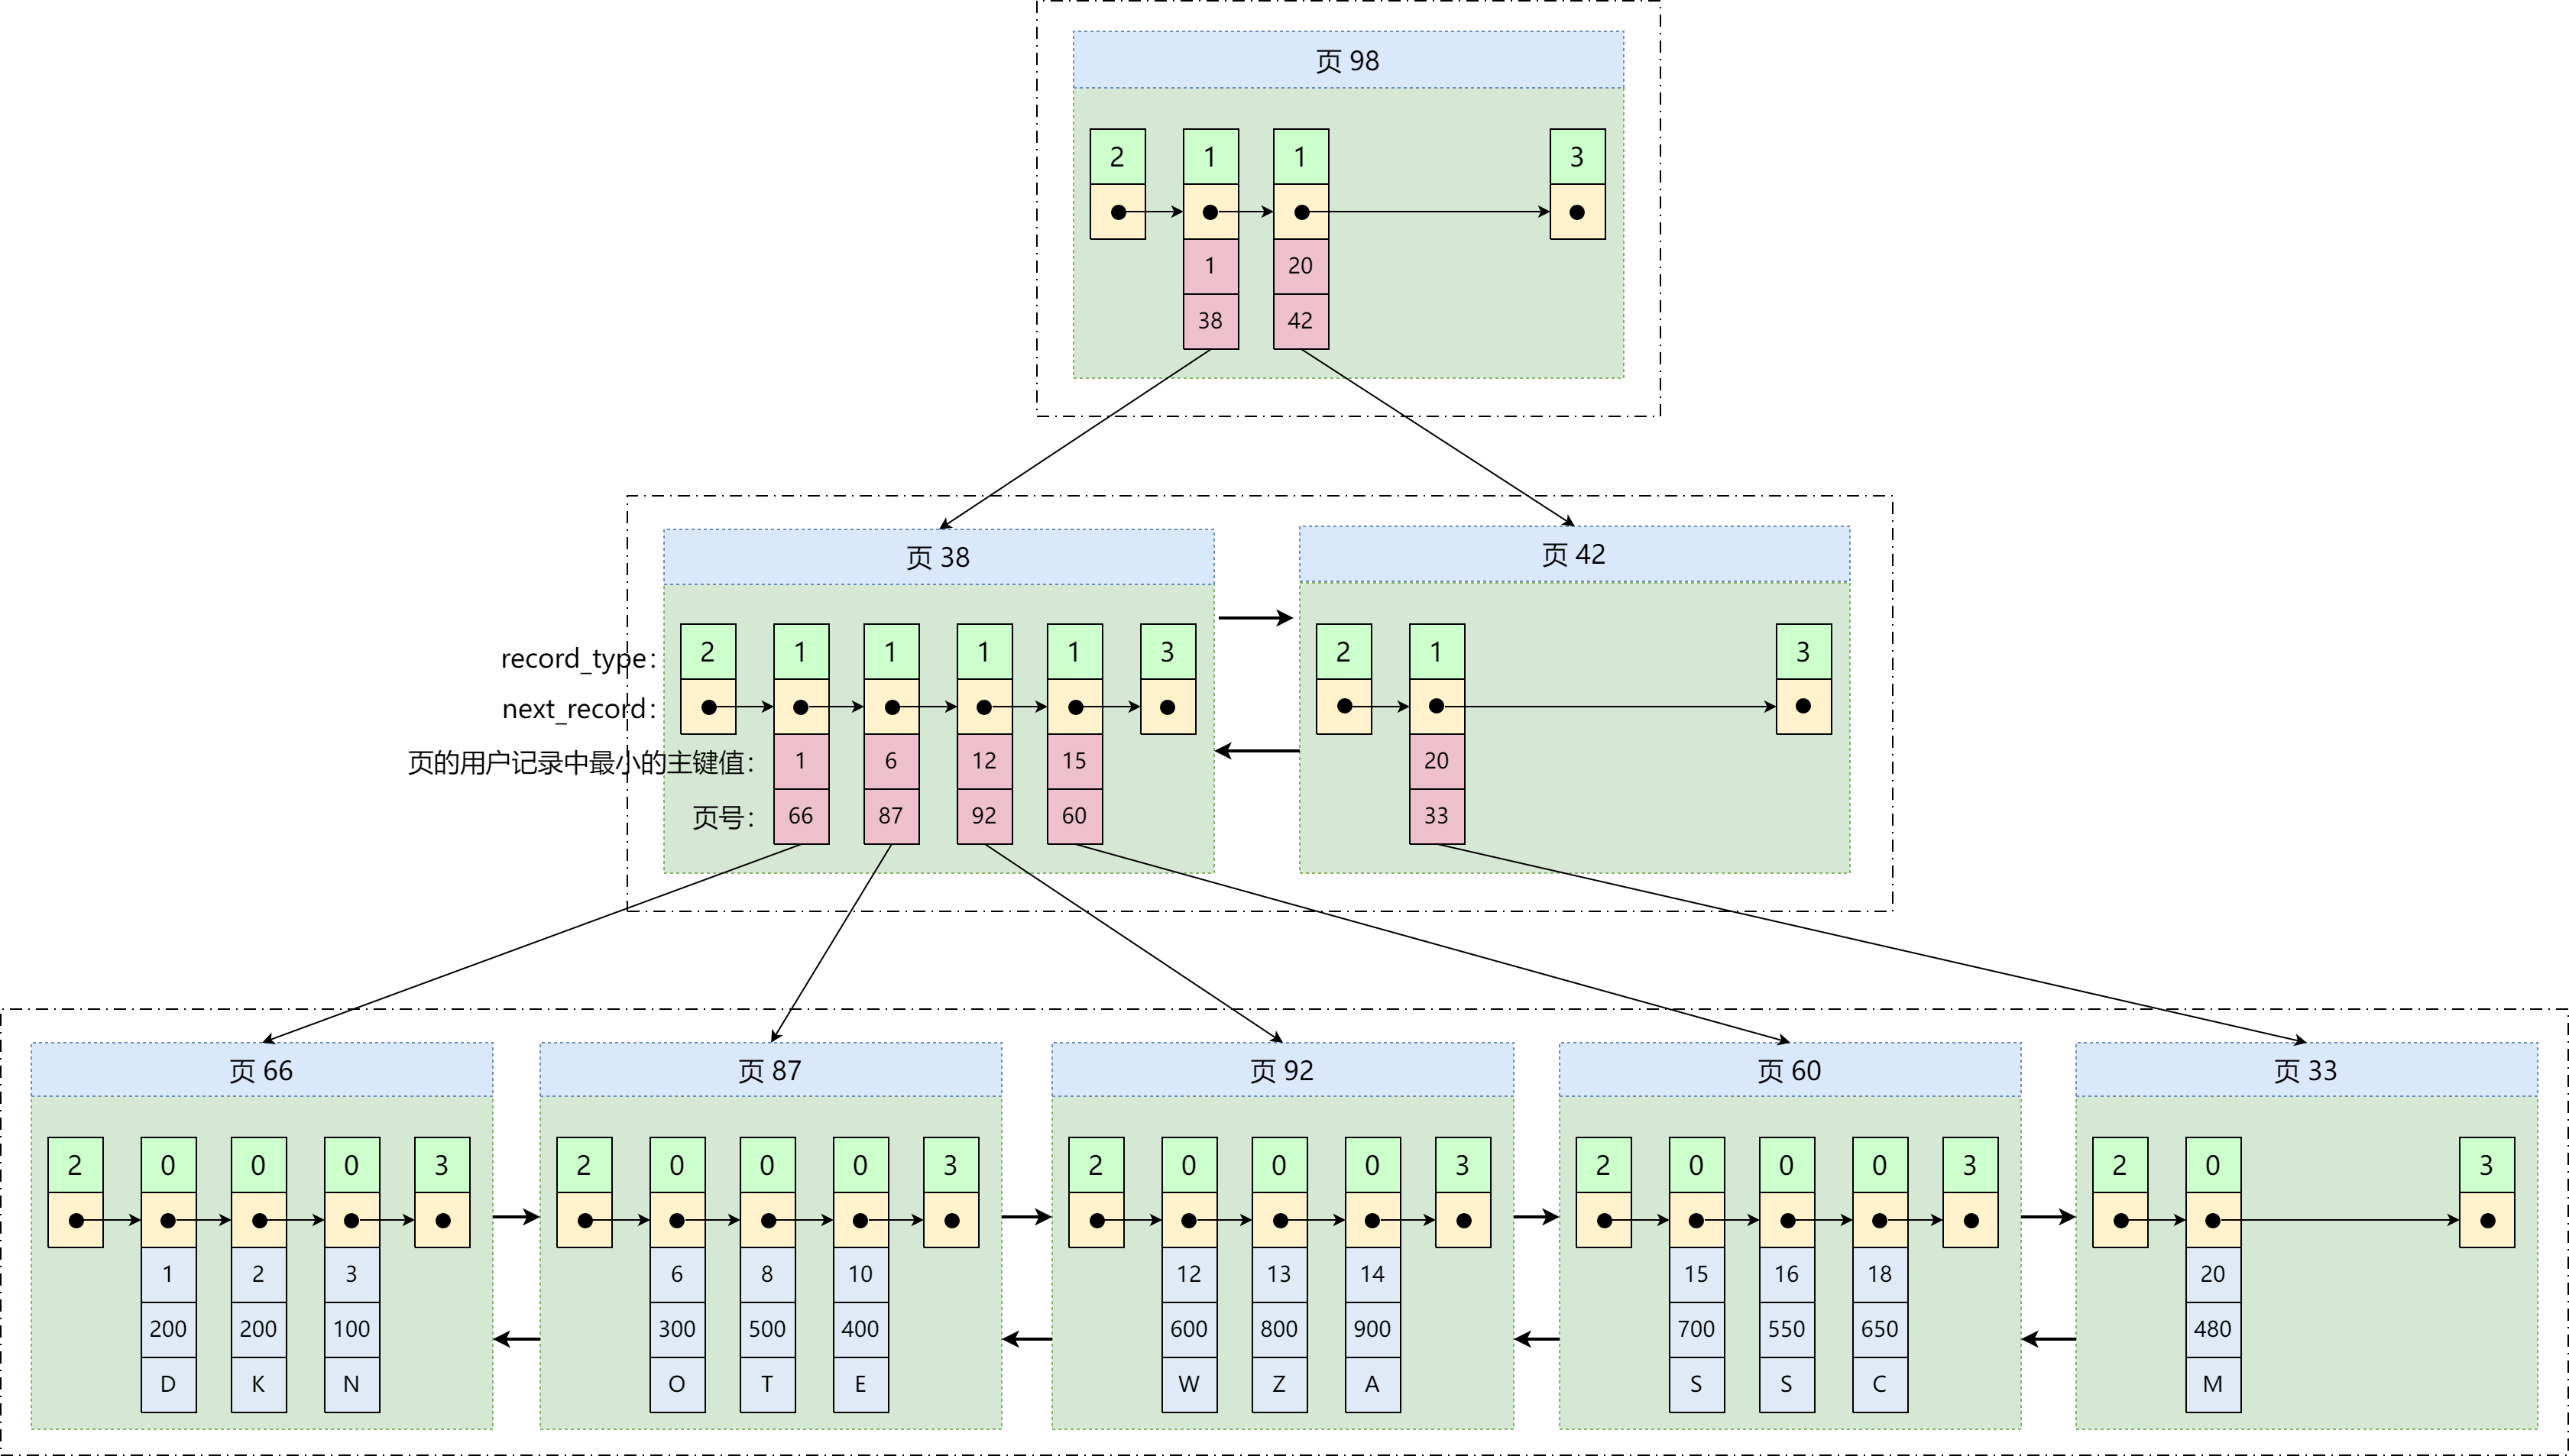 页 98
2 1 1 3
1 20
38 42
页 38
页 42
record_type： 2 1 1 1 1 3
2 1 3
next_record：
页的用户记录中最小的主键值： 1 6 12 15
20
页号： 66 87 92 60
33
页 66
页 87
页 92
页 60
页 33
2 0 0 0 3
2 0 0 0 3
2 0 0 0 3
2 0 0 0 3
2 0 3
1 2 3
6 8 10
12 13 14
15 16 18
20
200 200 100
300 500 400
600 800 900
700 550 650
480
D K N
O T E
W Z A
S S C
M